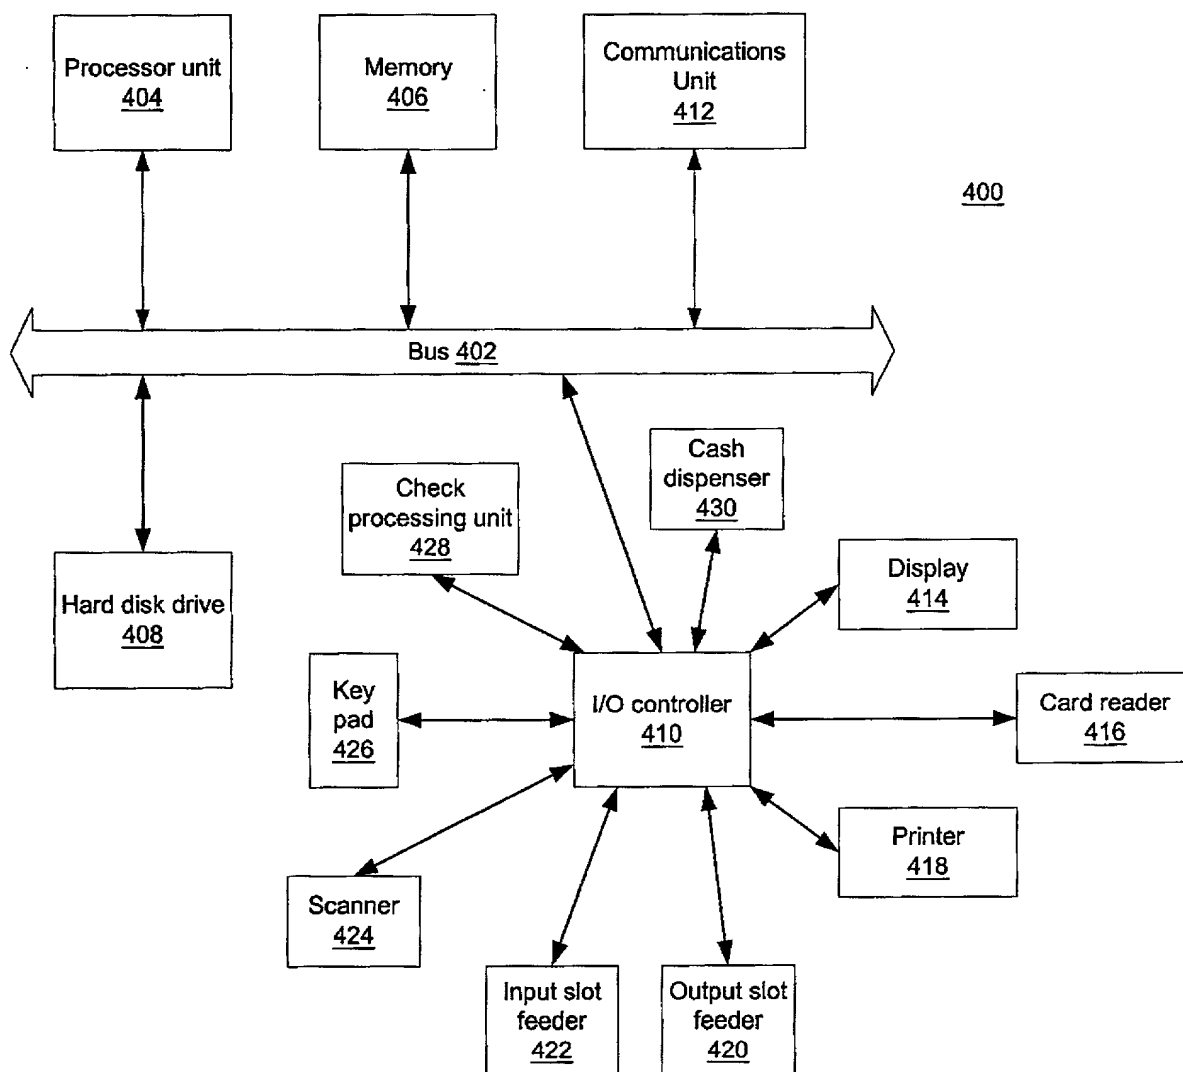 Processor unit
404
Memory
406
Communications
Unit
412
400
Bus 402
Cash
dispenser
430
Check
processing unit
428
Display
414
Hard disk drive
408
Key
pad
426
I/O controller
410
Card reader
416
Printer
418
Scanner
424
Input slot
feeder
422
Output slot
feeder
420